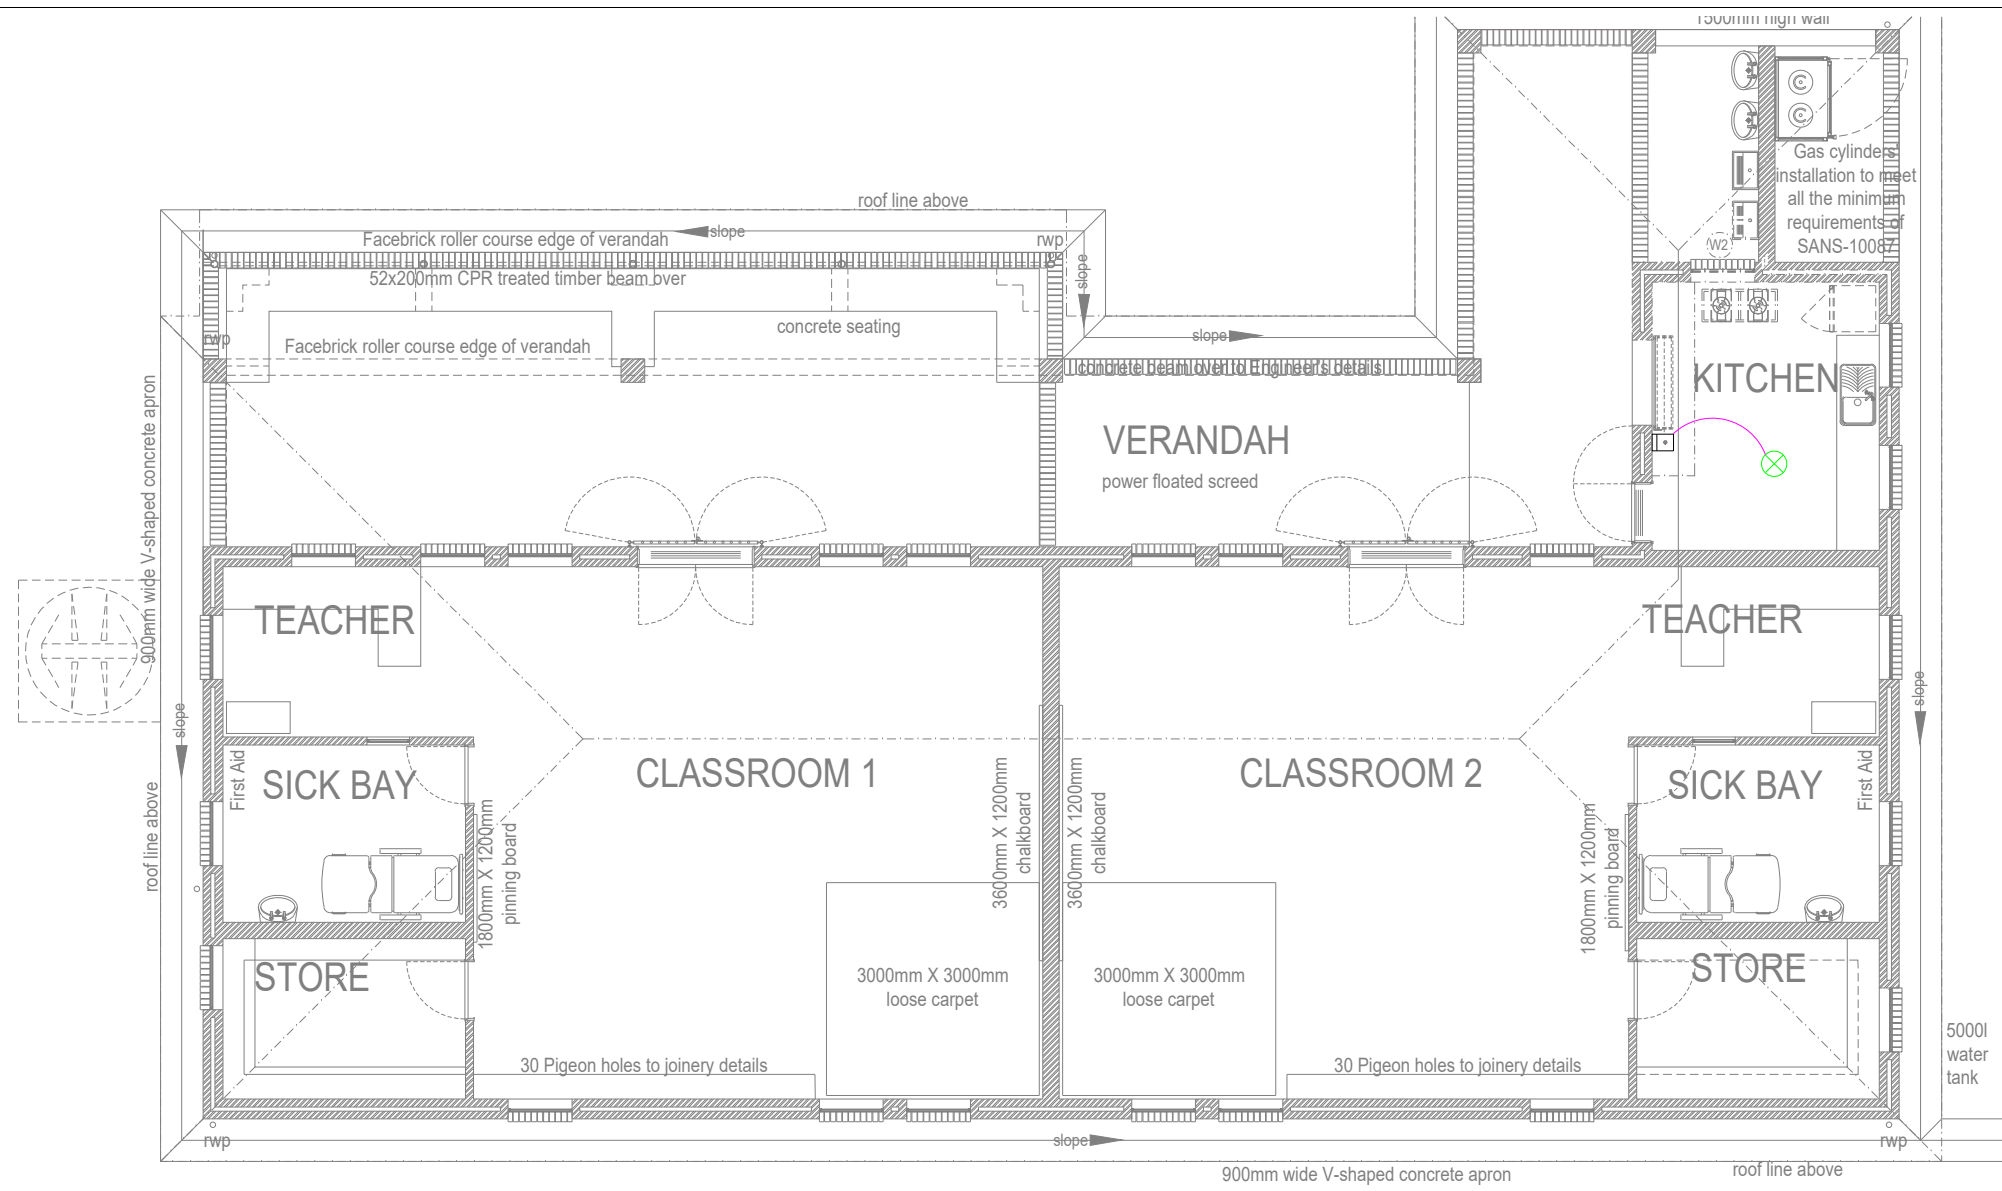 1500mm high wall
Gas cylinders'
installation to meet
all the minimum
requirements of
SANS-10087
W2
roof line above
slope
Facebrick roller course edge of verandah
rwp
52x200mm CPR treated timber beam over
slope
concrete seating
rwp
Facebrick roller course edge of verandah
slope
concrete beam over to Engineer's details
KITCHEN
VERANDAH
power floated screed
900mm wide V-shaped concrete apron
TEACHER
TEACHER
slope
slope
First Aid
SICK BAY
CLASSROOM 1
CLASSROOM 2
SICK BAY
First Aid
roof line above
1800mm X 1200mm
pinning board
3600mm X 1200mm
chalkboard
3600mm X 1200mm
chalkboard
1800mm X 1200mm
pinning board
STORE
3000mm X 3000mm
loose carpet
3000mm X 3000mm
loose carpet
STORE
30 Pigeon holes to joinery details
30 Pigeon holes to joinery details
5000l
water
tank
rwp
slope
rwp
900mm wide V-shaped concrete apron
roof line above